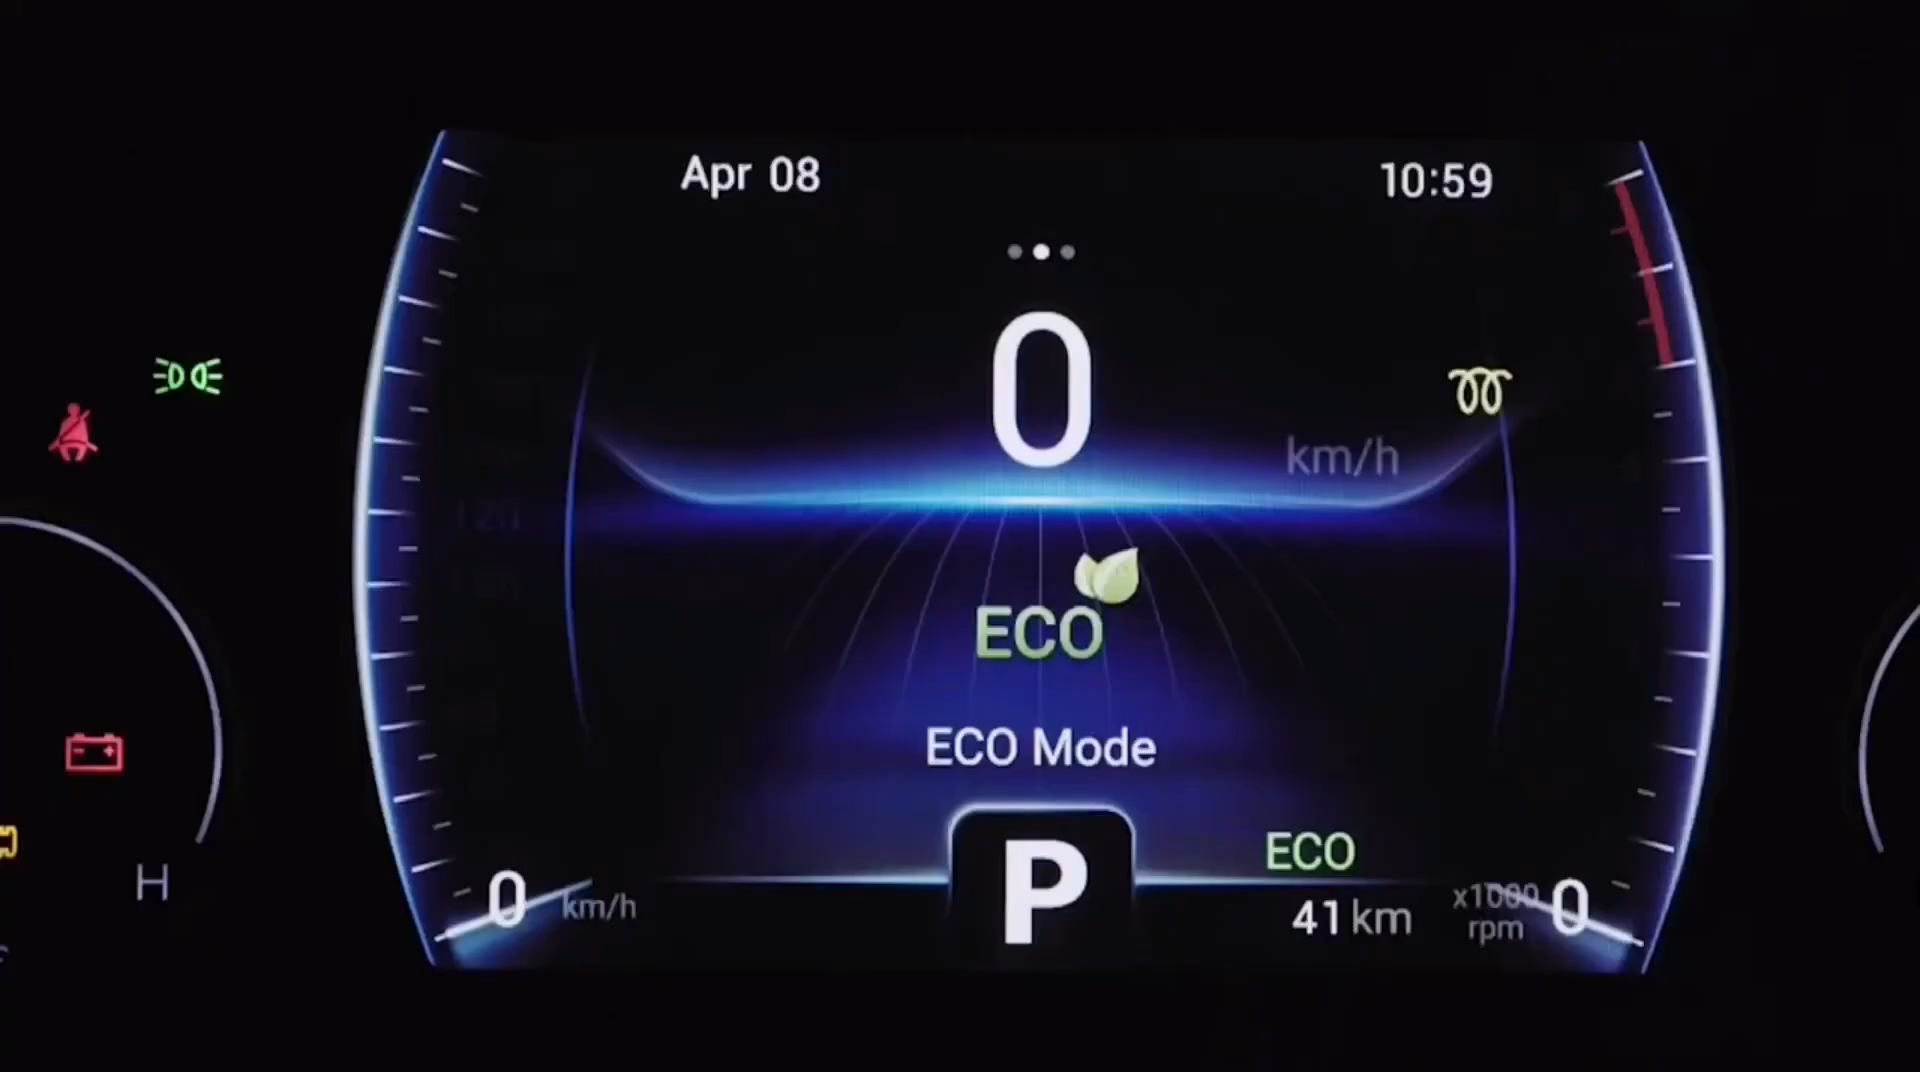 Apr 08
10:59
0
km/h
ECO
ECO Mode
P
ECO
H
0 km/h
41 km
x1000
rpm
0